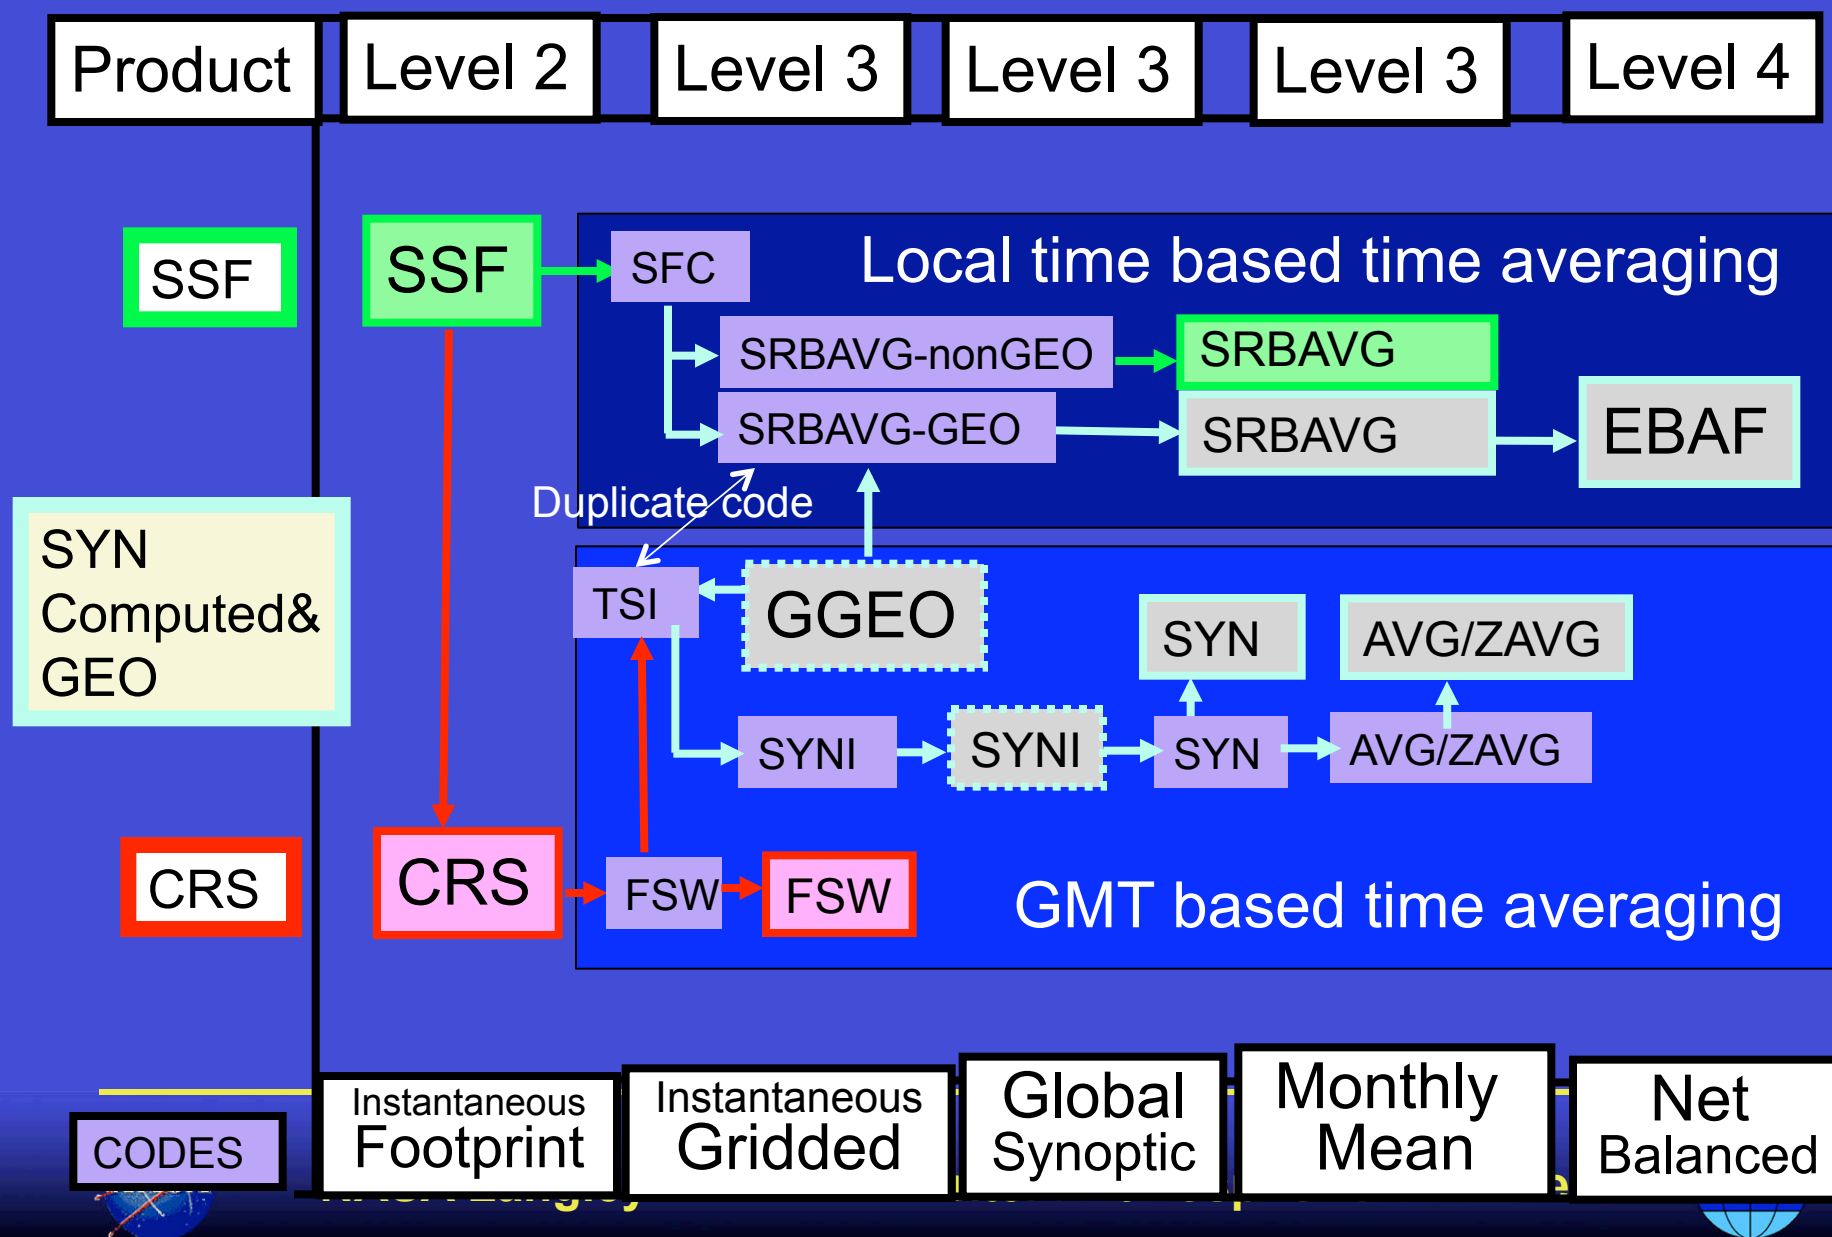 Product
Level 2
Level 3
Level 3
Level 3
Level 4
SSF
SSF
SFC
Local time based time averaging
SRBAVG-nonGEO
SRBAVG
SRBAVG-GEO
SRBAVG
EBAF
Duplicate code
SYN
Computed&
GEO
TSI
GGEO
SYN
AVG/ZAVG
SYNI
SYNI
SYN
AVG/ZAVG
CRS
CRS
FSW
FSW
GMT based time averaging
CODES
Instantaneous
Footprint
Instantaneous
Gridded
Global
Synoptic
Monthly
Mean
Net
Balanced
NASA Langley